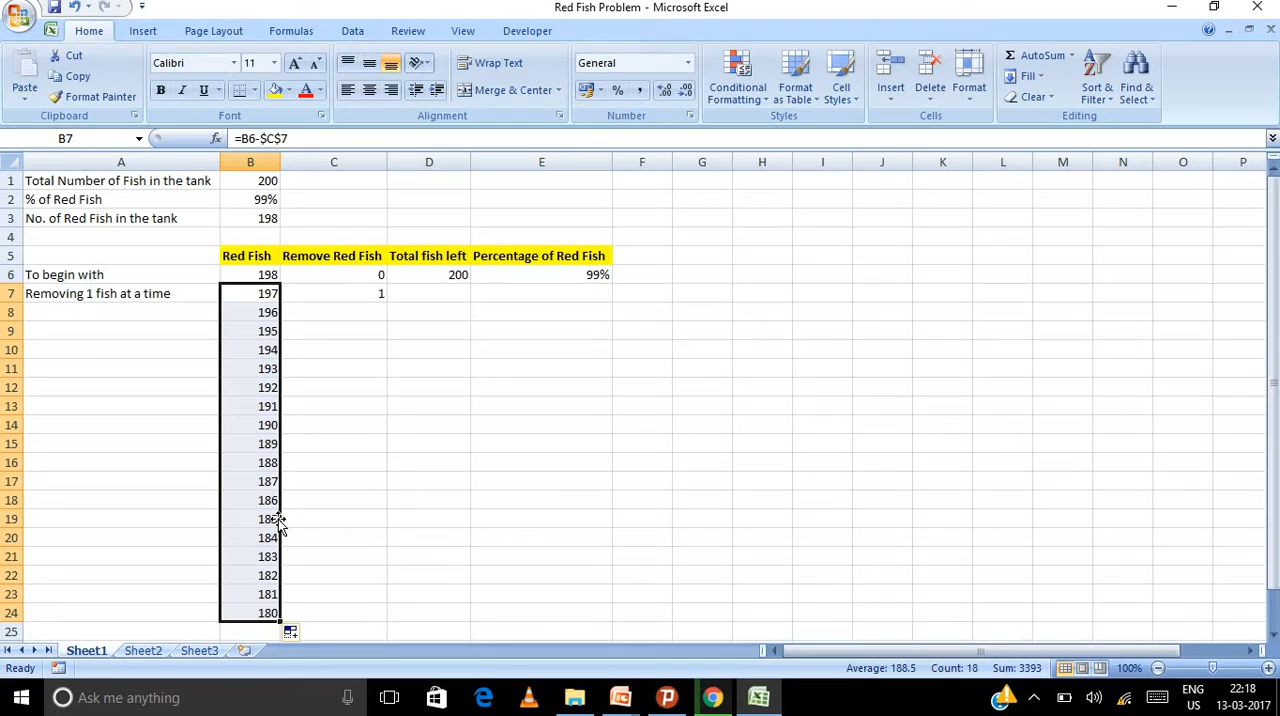 Red Fish Problem - Microsoft Excel
Home Insert Page Layout Formulas Data Review View Developer
Cut
Copy
Format Painter
Paste
Clipboard
Calibri 11
B I U
Font
Wrap Text
Merge & Center
Alignment
General
%
Number
Conditional Formatting
Format as Table
Cell Styles
Styles
Insert Delete Format
Cells
AutoSum
Fill
Clear
Sort & Filter
Find & Select
Editing
B7 fx =B6-$C$7
A B C D E F G H I J K L M N O P
1 Total Number of Fish in the tank 200
2 % of Red Fish 99%
3 No. of Red Fish in the tank 198
4
5 Red Fish Remove Red Fish Total fish left Percentage of Red Fish
6 To begin with 198 0 200 99%
7 Removing 1 fish at a time 197 1
8 196
9 195
10 194
11 193
12 192
13 191
14 190
15 189
16 188
17 187
18 186
19
20 184
21 183
22 182
23 181
24 180
25
Sheet1 Sheet2 Sheet3
Ready Average: 188.5 Count: 18 Sum: 3393 100%
Ask me anything
ENG US
22:18
13-03-2017